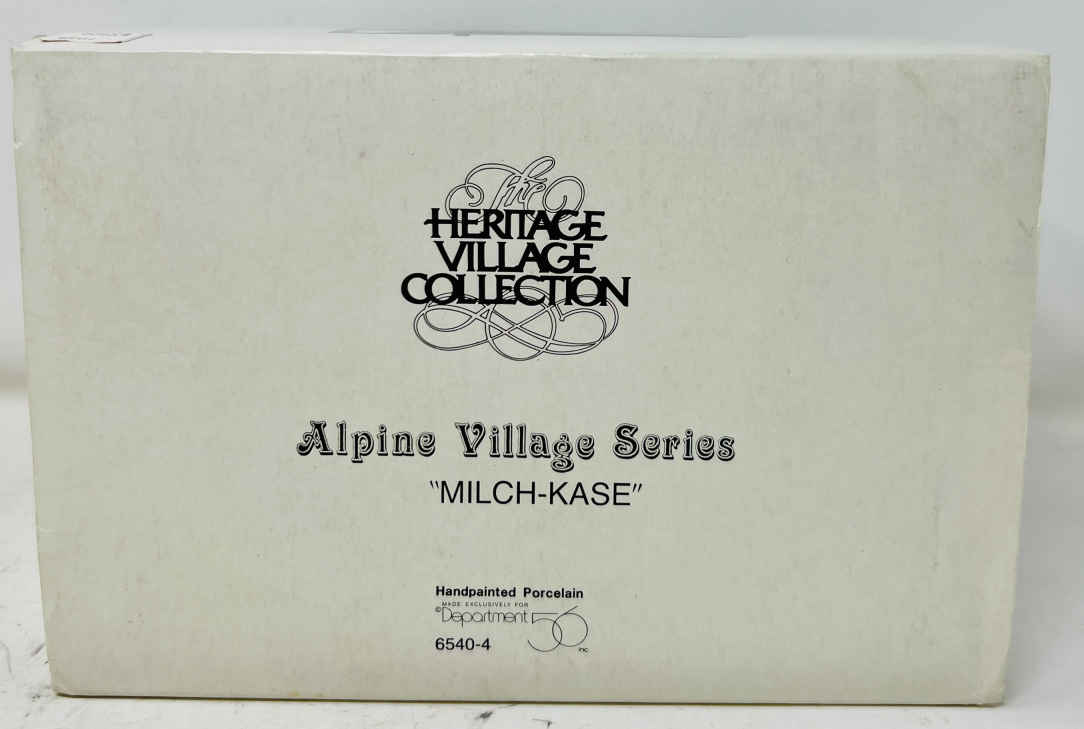 The
HERITAGE
VILLAGE
COLLECTION
Alpine Village Series
"MILCH-KASE"
Handpainted Porcelain
MADE EXCLUSIVELY FOR
©Department 56 inc
6540-4